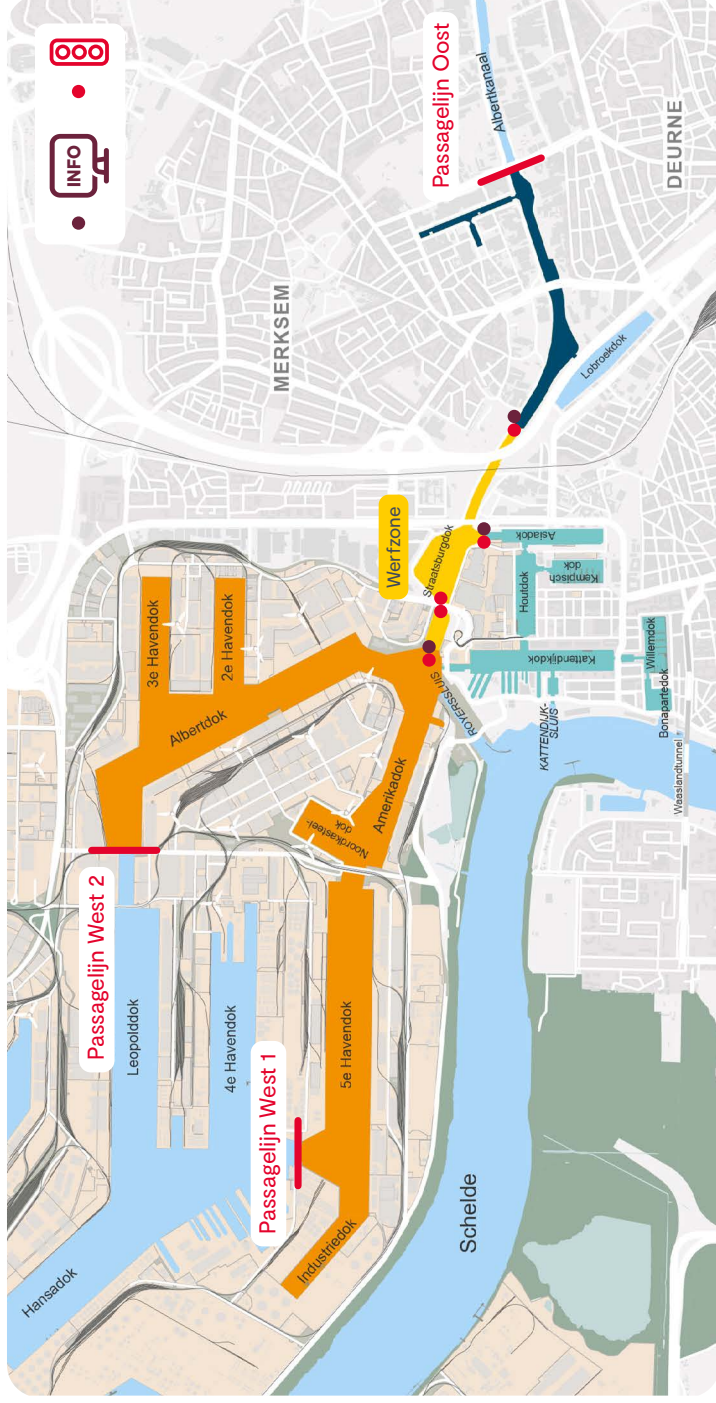 INFO
Passagelijn Oost
Albertkanaal
DEURNE
MERKSEM
Lobroekdok
Werfzone
Straatsburgdok
Asiadok
Kempisch
dok
Houtdok
Kattendijkdok
Willemdok
Bonapartedok
Waaslandtunnel
KATTENDIJK-
SLUIS
ROYERSSLUIS
3e Havendok
2e Havendok
Albertdok
Amerikadok
Noordkasteel-
dok
Passagelijn West 2
Leopolddok
4e Havendok
Passagelijn West 1
5e Havendok
Industriedok
Hansadok
Schelde